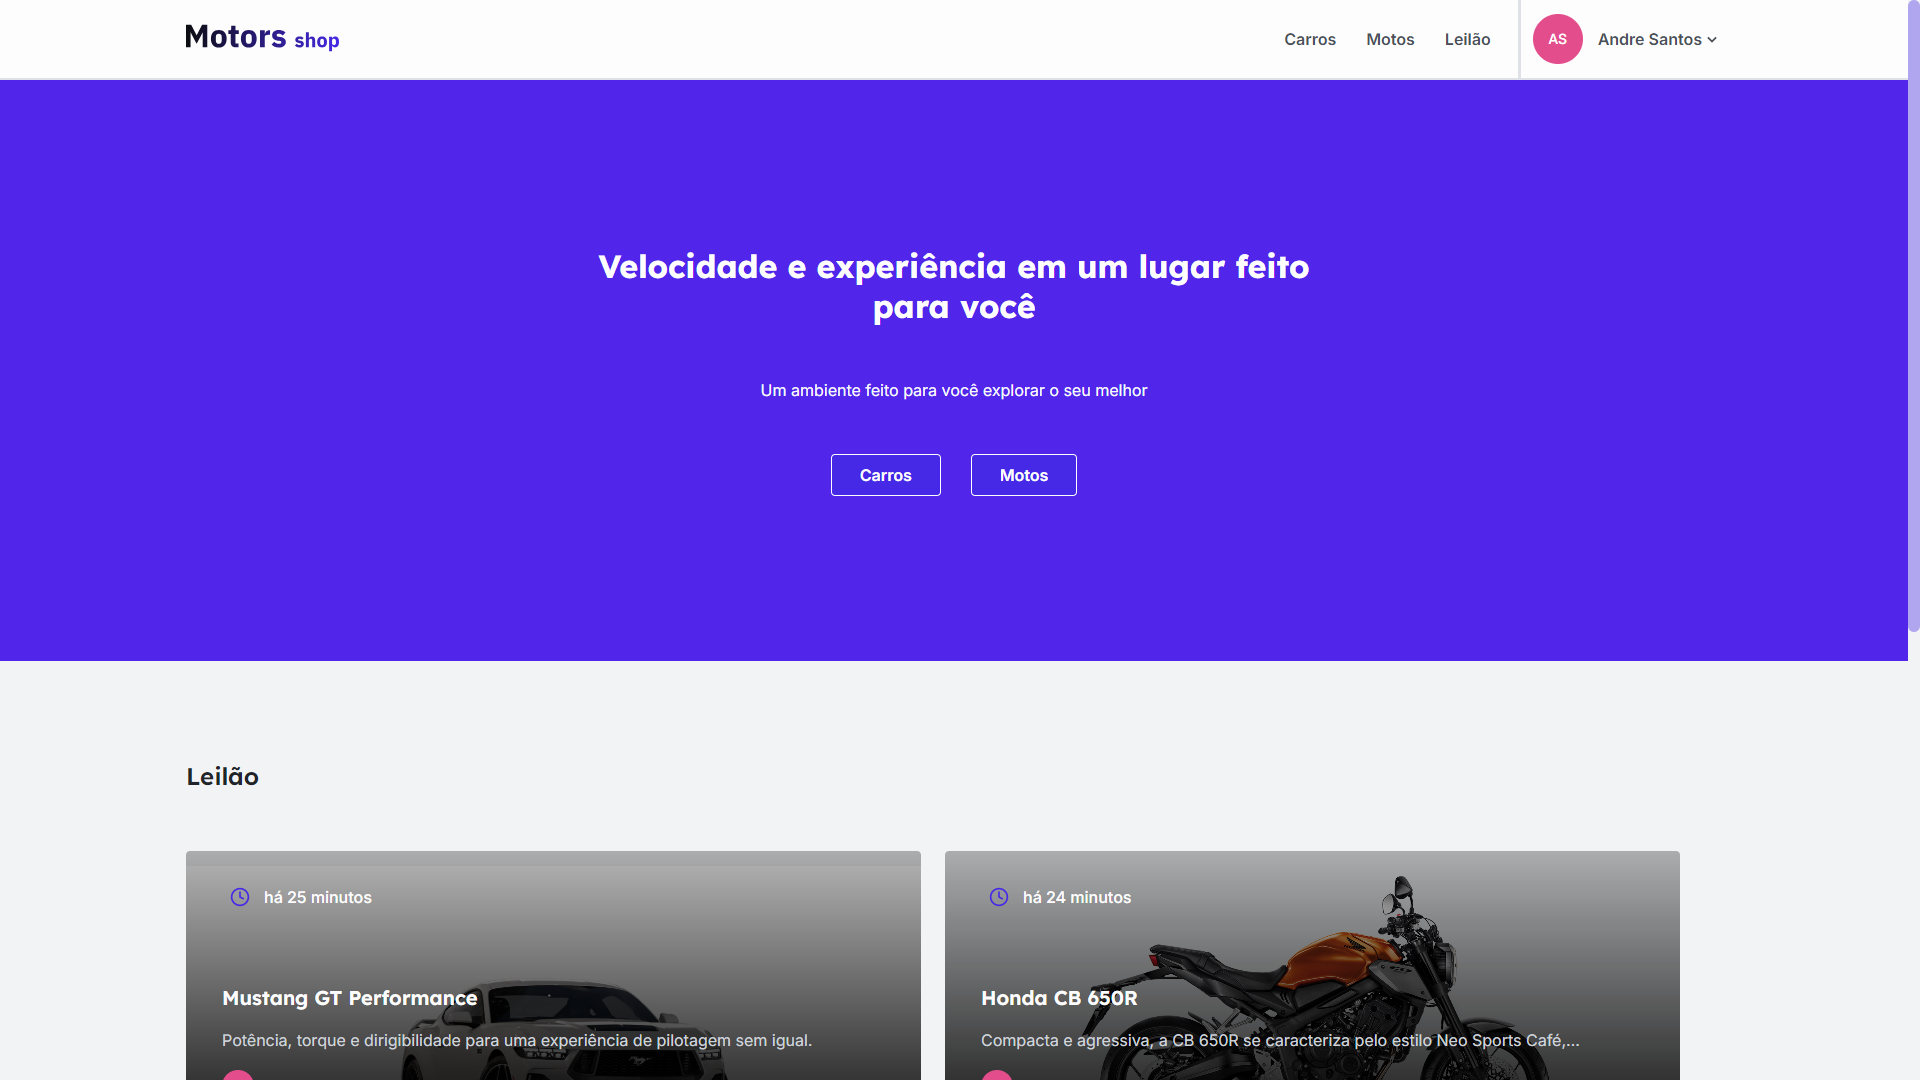 Motors shop
Carros Motos Leilão AS Andre Santos
Velocidade e experiência em um lugar feito
para você
Um ambiente feito para você explorar o seu melhor
Carros Motos
Leilão
há 25 minutos
Mustang GT Performance
Potência, torque e dirigibilidade para uma experiência de pilotagem sem igual.
há 24 minutos
Honda CB 650R
Compacta e agressiva, a CB 650R se caracteriza pelo estilo Neo Sports Café,...